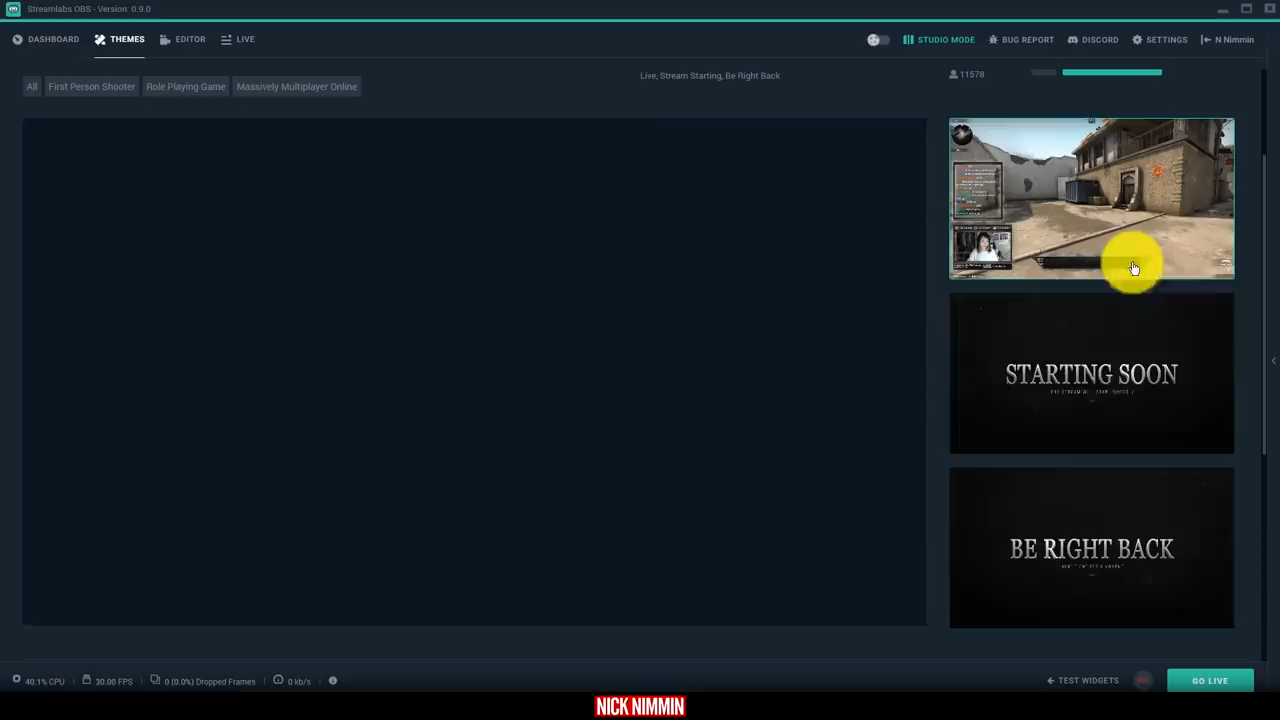 Streamlabs OBS - Version: 0.9.0
DASHBOARD THEMES EDITOR LIVE STUDIO MODE BUG REPORT DISCORD SETTINGS N Nimmin
Live, Stream Starting, Be Right Back 11578
All First Person Shooter Role Playing Game Massively Multiplayer Online
STARTING SOON
BE RIGHT BACK
40.1% CPU 30.00 FPS 0 (0.0%) Dropped Frames 0 kb/s TEST WIDGETS REC GO LIVE
NICK NIMMIN